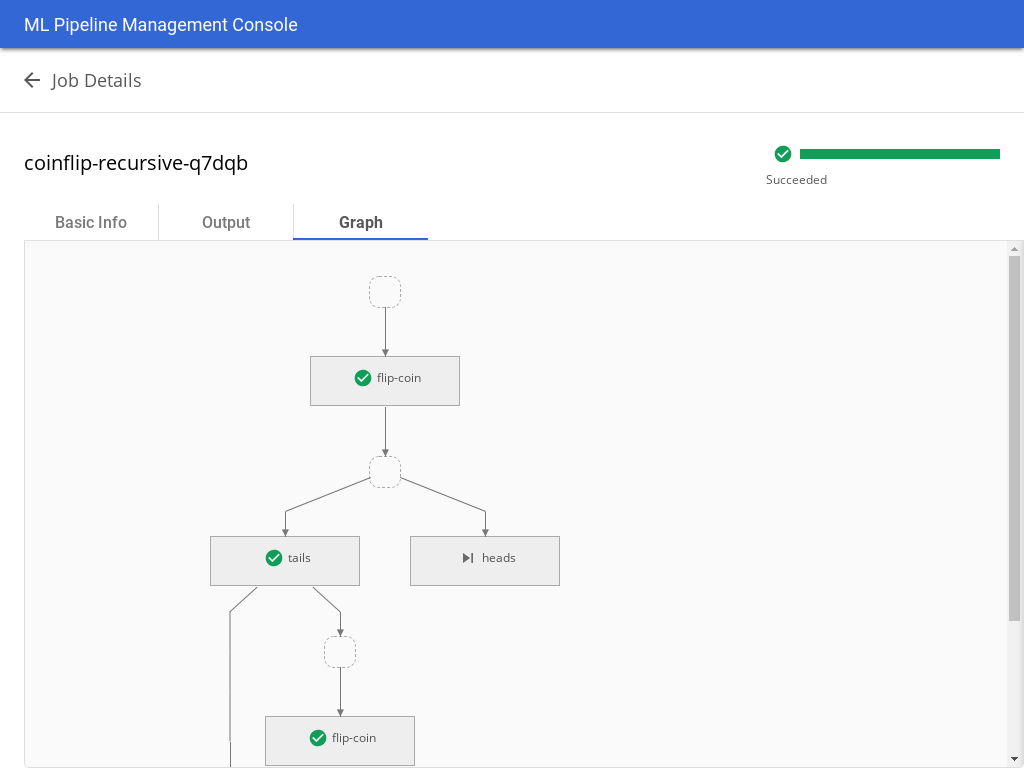 ML Pipeline Management Console
Job Details
coinflip-recursive-q7dqb
Succeeded
Basic Info
Output
Graph
flip-coin
tails
heads
flip-coin